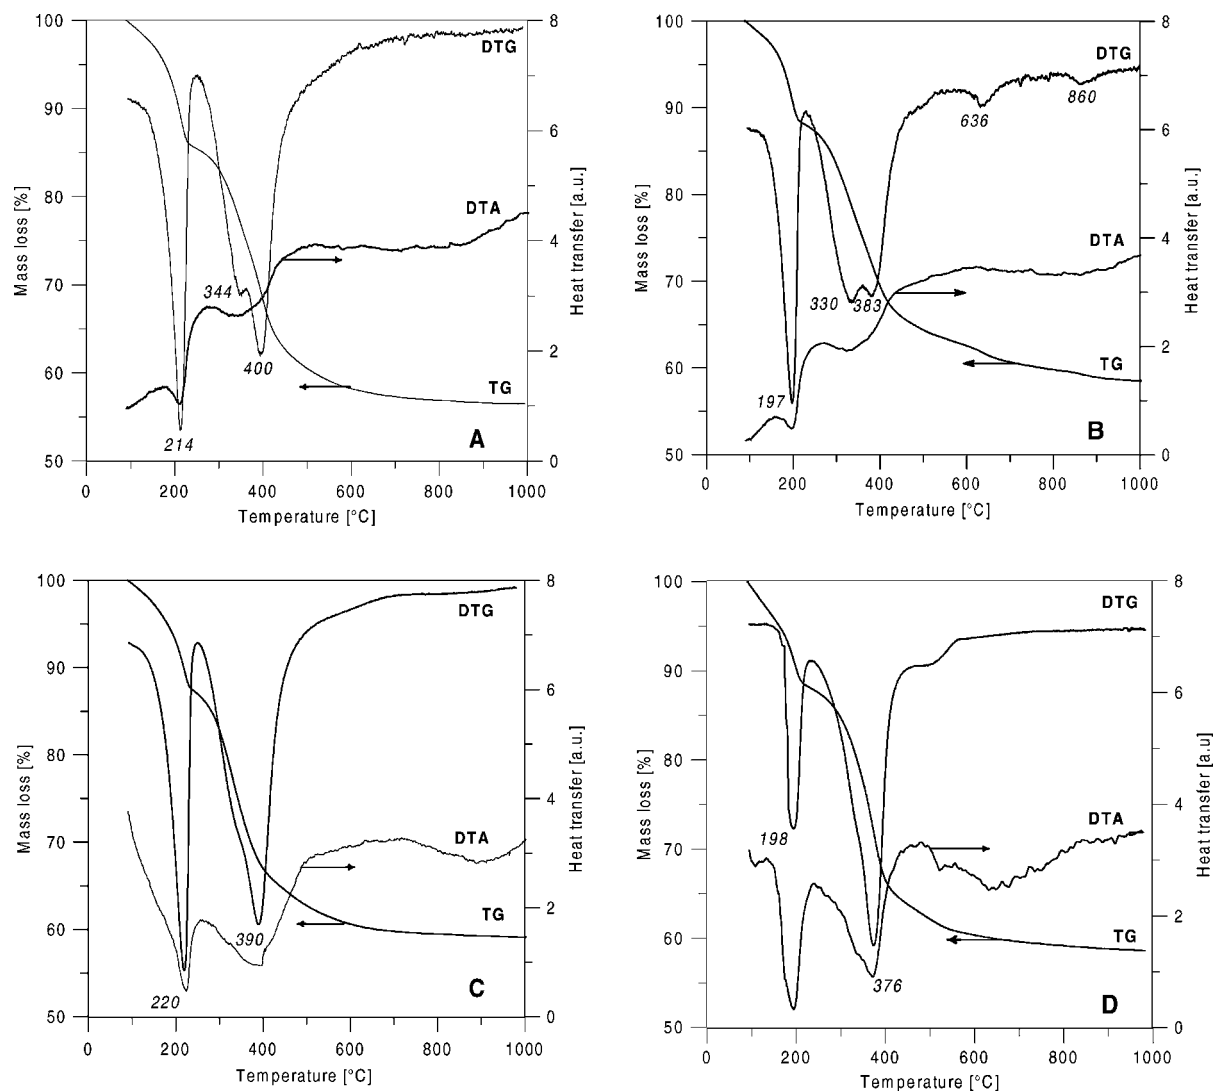 100
90
80
70
60
50
8
6
4
2
0
0
200
400
600
800
1000
Mass loss [%]
Heat transfer [a.u.]
Temperature [°C]
DTG
DTA
TG
344
400
214
A
100
90
80
70
60
50
8
6
4
2
0
0
200
400
600
800
1000
Mass loss [%]
Heat transfer [a.u.]
Temperature [°C]
DTG
636
860
DTA
330
383
197
TG
B
100
90
80
70
60
50
8
6
4
2
0
0
200
400
600
800
1000
Mass loss [%]
Heat transfer [a.u.]
Temperature [°C]
DTG
DTA
TG
390
220
C
100
90
80
70
60
50
8
6
4
2
0
0
200
400
600
800
1000
Mass loss [%]
Heat transfer [a.u]
Temperature [°C]
DTG
198
DTA
TG
376
D